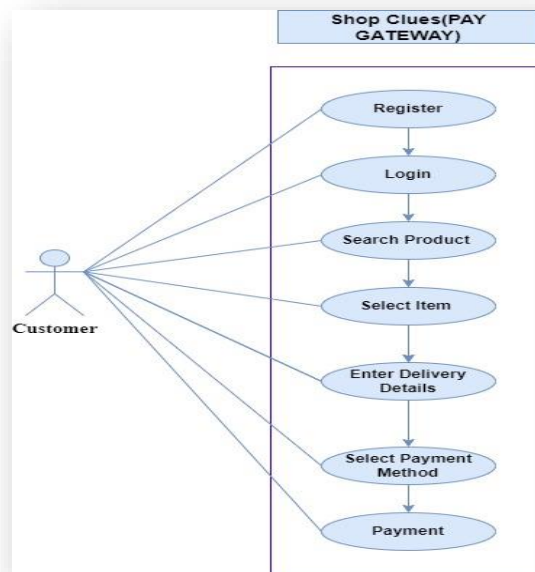 Shop Clues(PAY
GATEWAY)
Register
Login
Search Product
Select Item
Customer
Enter Delivery
Details
Select Payment
Method
Payment